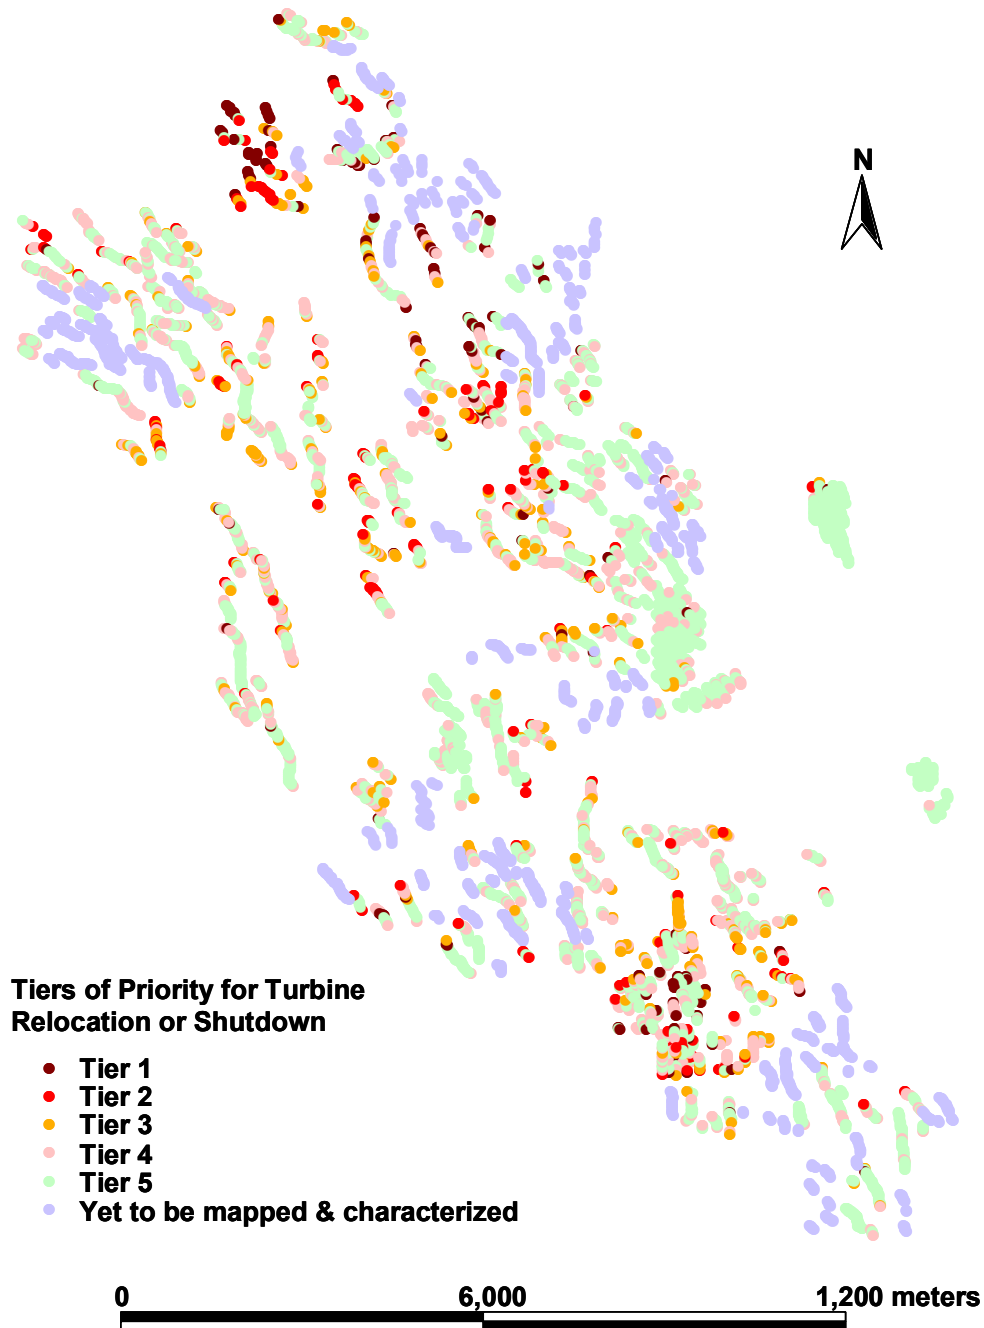 N
Tiers of Priority for Turbine
Relocation or Shutdown
Tier 1
Tier 2
Tier 3
Tier 4
Tier 5
Yet to be mapped & characterized
0 6,000 1,200 meters